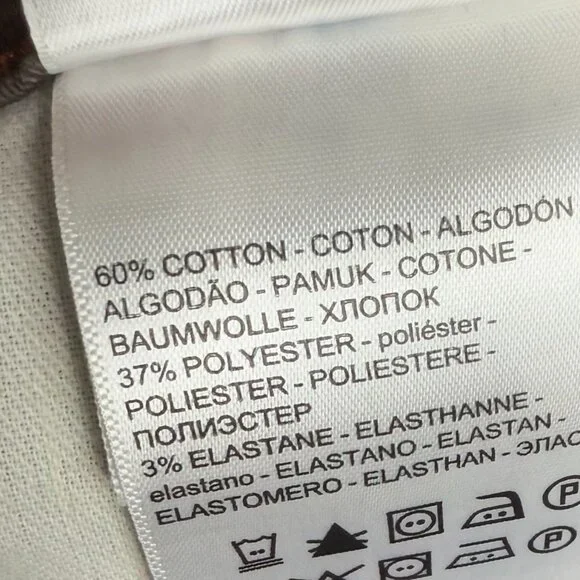 60% COTTON - COTON - ALGODÓN
ALGODÃO - PAMUK - COTONE -
BAUMWOLLE - ХЛОПОК
37% POLYESTER - poliéster -
POLIESTER - POLIESTERE -
ПОЛИЭСТЕР
3% ELASTANE - ELASTHANNE -
elastano - ELASTANO - ELASTAN -
ELASTOMERO - ELASTHAN - ЭЛАС
P
P